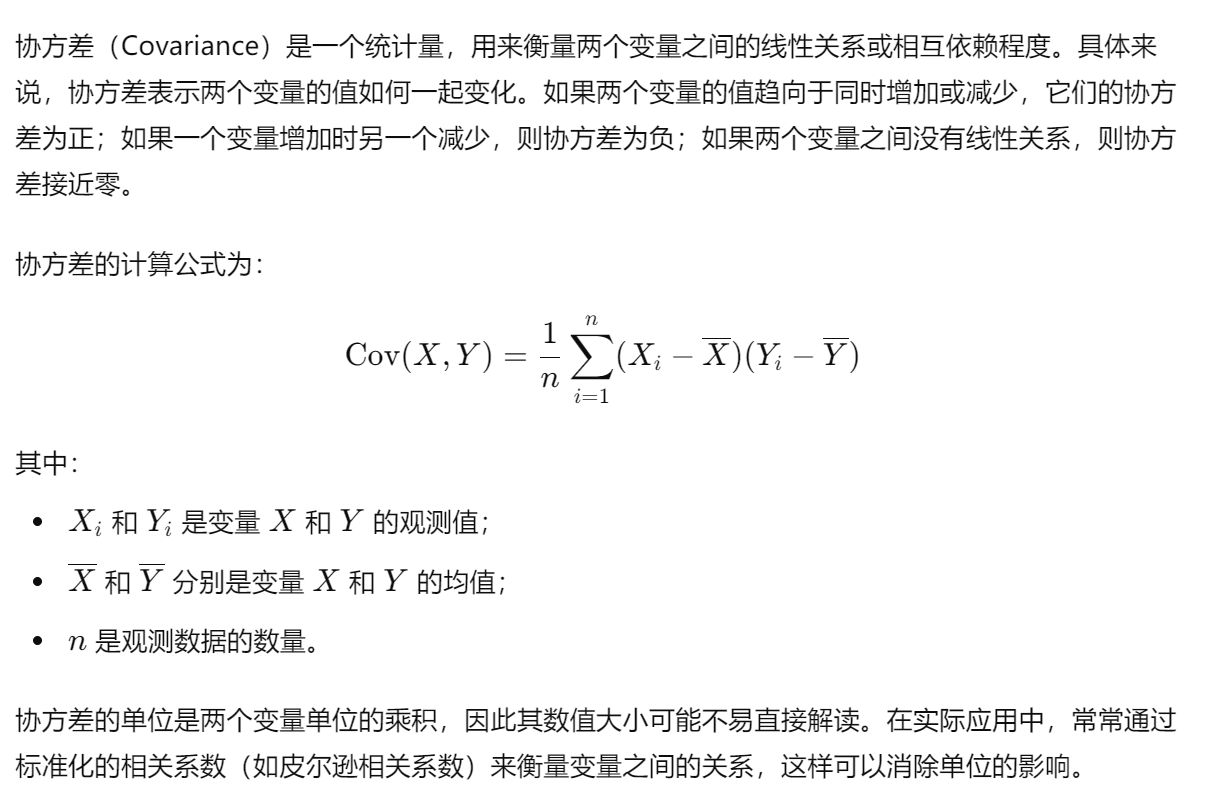 协方差（Covariance）是一个统计量，用来衡量两个变量之间的线性关系或相互依赖程度。具体来
说，协方差表示两个变量的值如何一起变化。如果两个变量的值趋向于同时增加或减少，它们的协方
差为正；如果一个变量增加时另一个减少，则协方差为负；如果两个变量之间没有线性关系，则协方
差接近零。
协方差的计算公式为：
$$\mathrm{Cov}(X, Y) = \frac{1}{n} \sum_{i=1}^{n} (X_i - \overline{X})(Y_i - \overline{Y})$$
其中：
• $X_i$ 和 $Y_i$ 是变量 $X$ 和 $Y$ 的观测值；
• $\overline{X}$ 和 $\overline{Y}$ 分别是变量 $X$ 和 $Y$ 的均值；
• $n$ 是观测数据的数量。
协方差的单位是两个变量单位的乘积，因此其数值大小可能不易直接解读。在实际应用中，常常通过
标准化的相关系数（如皮尔逊相关系数）来衡量变量之间的关系，这样可以消除单位的影响。